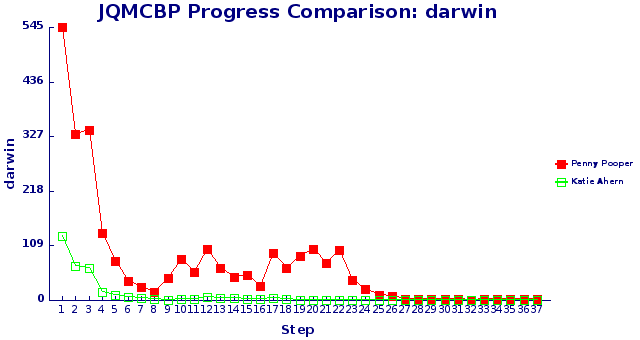 JQMCBP Progress Comparison: darwin
545
436
327
218
109
0
darwin
1 2 3 4 5 6 7 8 9 10 11 12 13 14 15 16 17 18 19 20 21 22 23 24 25 26 27 28 29 30 31 32 33 34 35 36 37
Step
Penny Pooper
Katie Ahern